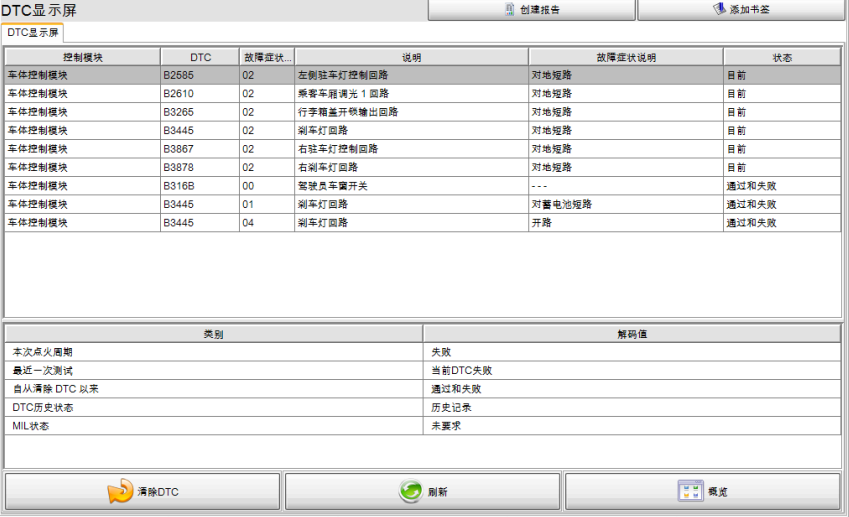 DTC显示屏
创建报告
添加书签
DTC显示屏
控制模块 DTC 故障症状... 说明 故障症状说明 状态
车体控制模块 B2585 02 左侧驻车灯控制回路 对地短路 目前
车体控制模块 B2610 02 乘客车厢调光 1 回路 对地短路 目前
车体控制模块 B3265 02 行李箱盖开锁输出回路 对地短路 目前
车体控制模块 B3445 02 刹车灯回路 对地短路 目前
车体控制模块 B3867 02 右驻车灯控制回路 对地短路 目前
车体控制模块 B3878 02 右刹车灯回路 对地短路 目前
车体控制模块 B316B 00 驾驶员车窗开关 --- 通过和失败
车体控制模块 B3445 01 刹车灯回路 对蓄电池短路 通过和失败
车体控制模块 B3445 04 刹车灯回路 开路 通过和失败
类别 解码值
本次点火周期 失败
最近一次测试 当前DTC失败
自从清除 DTC 以来 通过和失败
DTC历史状态 历史记录
MIL状态 未要求
清除DTC
刷新
概览